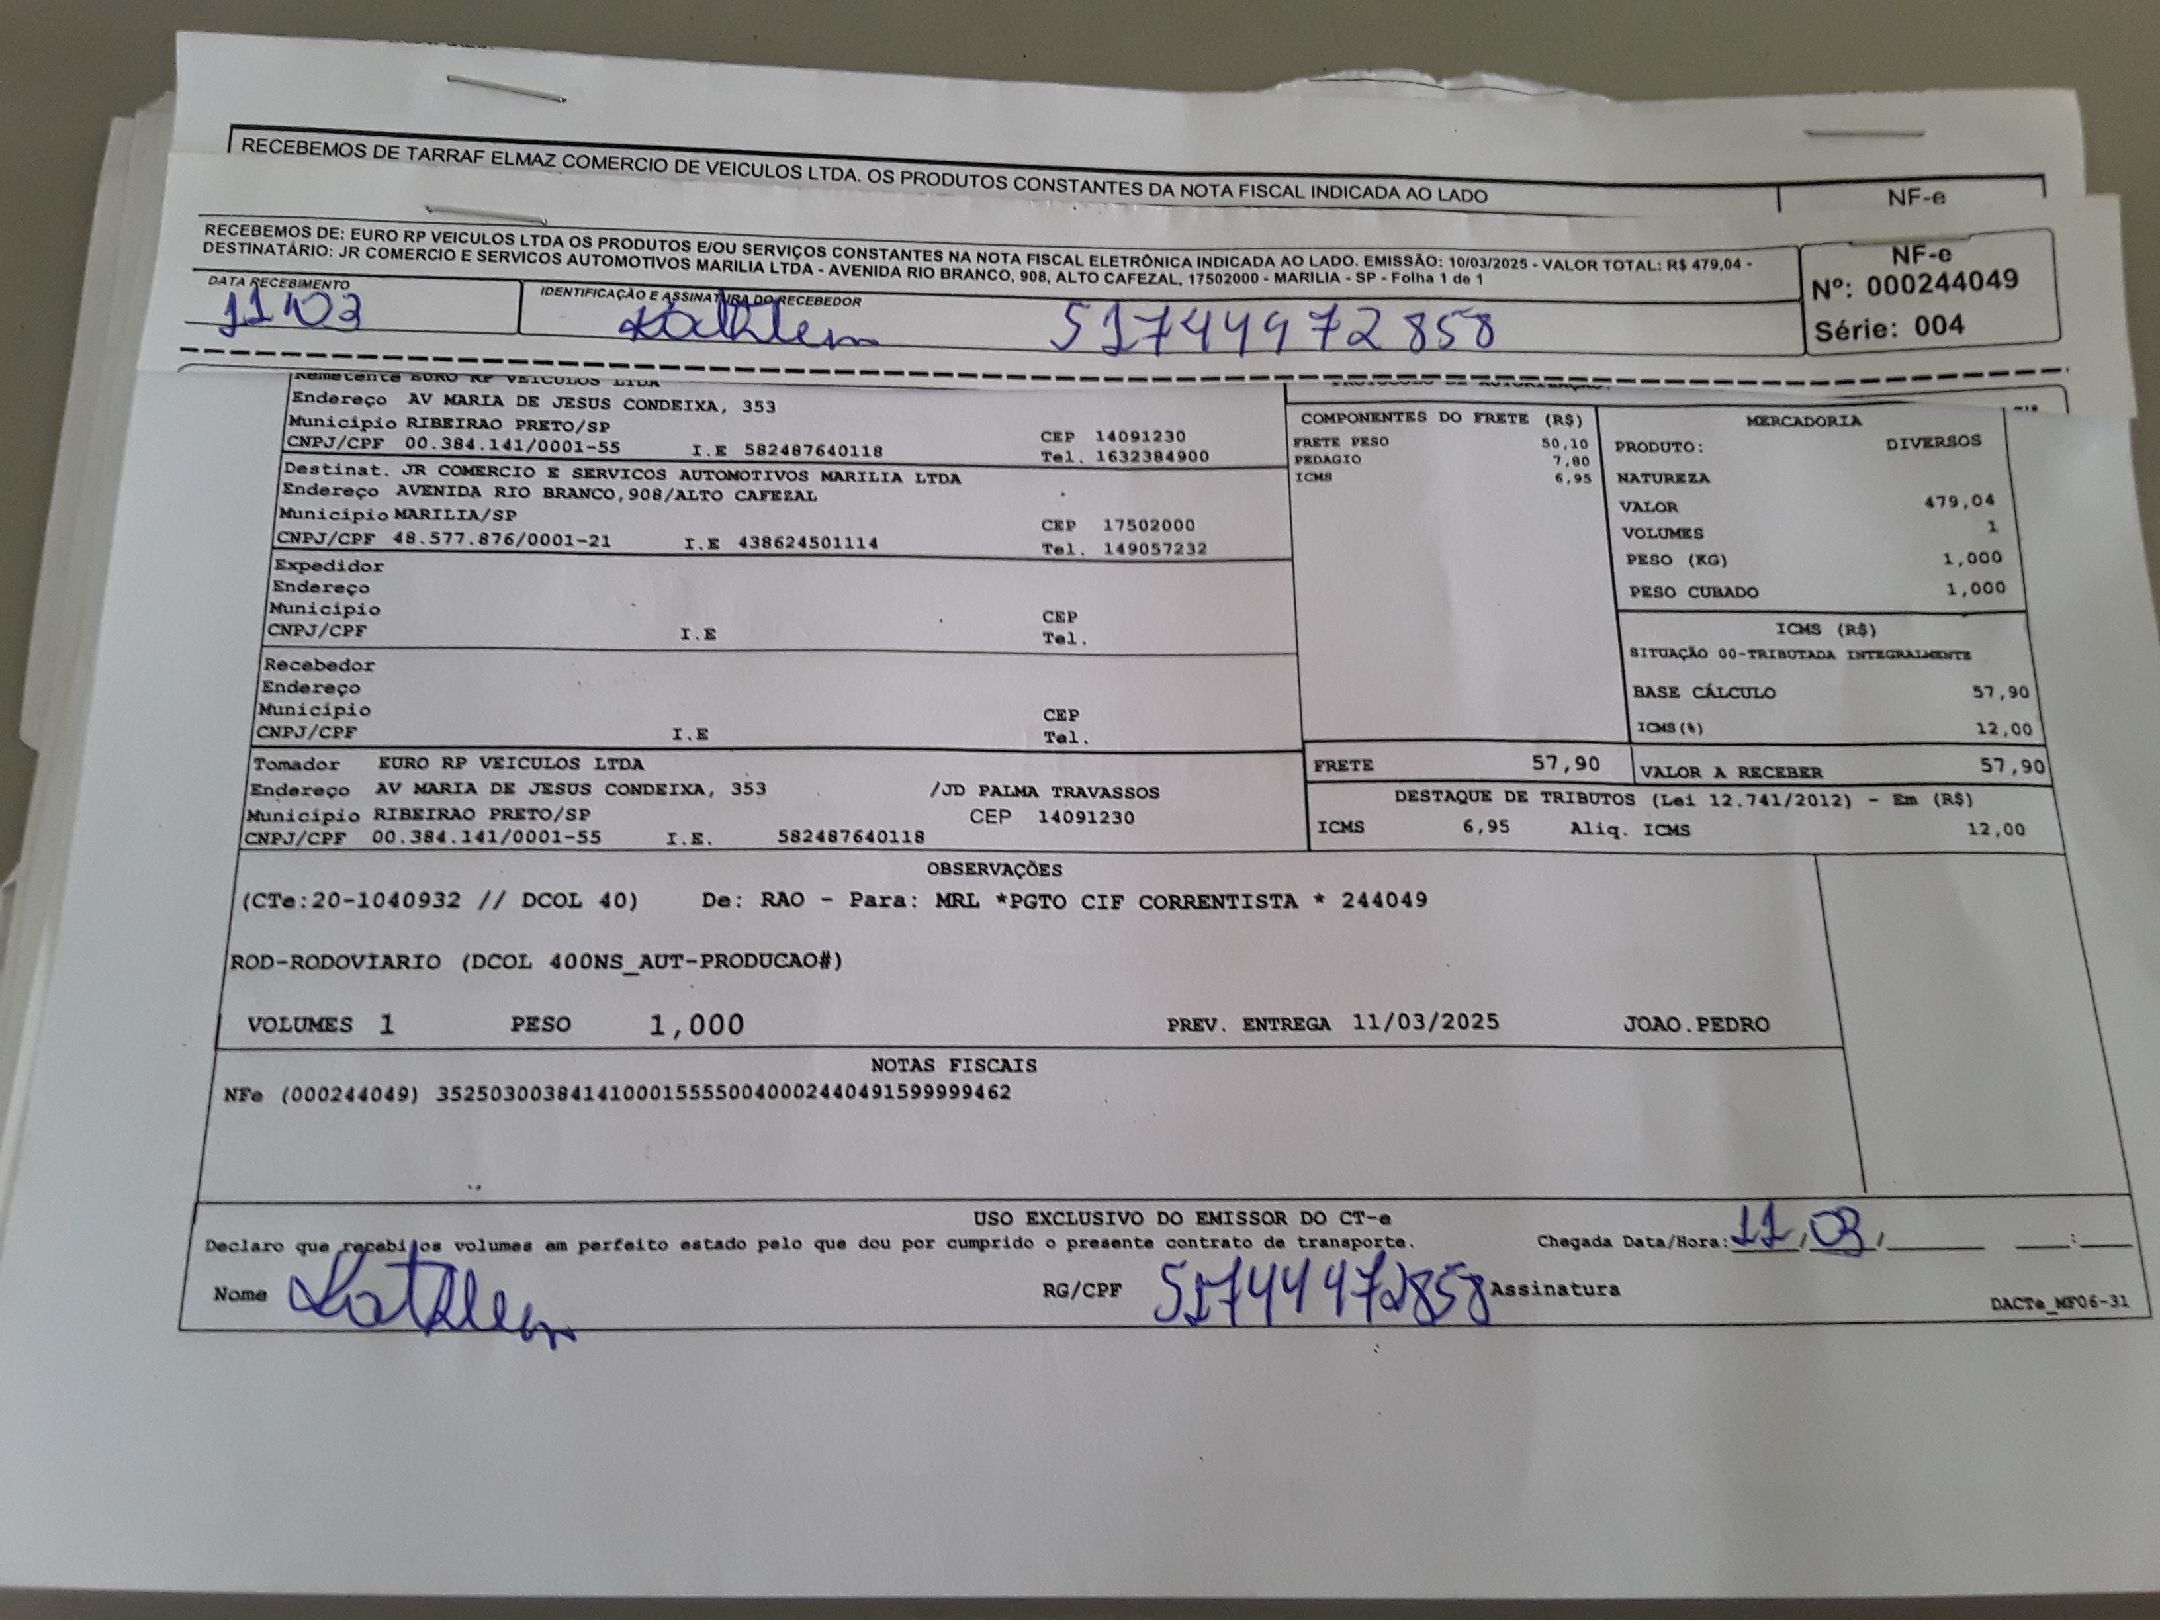 RECEBEMOS DE TARRAF ELMAZ COMERCIO DE VEICULOS LTDA. OS PRODUTOS CONSTANTES DA NOTA FISCAL INDICADA AO LADO
NF-e
RECEBEMOS DE: EURO RP VEICULOS LTDA OS PRODUTOS E/OU SERVIÇOS CONSTANTES NA NOTA FISCAL ELETRÔNICA INDICADA AO LADO. EMISSÃO: 10/03/2025 - VALOR TOTAL: R$ 479,04 -
DESTINATÁRIO: JR COMERCIO E SERVICOS AUTOMOTIVOS MARILIA LTDA - AVENIDA RIO BRANCO, 908, ALTO CAFEZAL, 17502000 - MARILIA - SP - Folha 1 de 1
NF-e
Nº: 000244049
Série: 004
DATA RECEBIMENTO
11/03
IDENTIFICAÇÃO E ASSINATURA DO RECEBEDOR
Kathlem 51744972858
Remetente EURO RP VEICULOS LTDA
Endereço AV MARIA DE JESUS CONDEIXA, 353
Município RIBEIRAO PRETO/SP CEP 14091230
CNPJ/CPF 00.384.141/0001-55 I.E 582487640118 Tel. 1632384900
Destinat. JR COMERCIO E SERVICOS AUTOMOTIVOS MARILIA LTDA
Endereço AVENIDA RIO BRANCO,908/ALTO CAFEZAL
Município MARILIA/SP CEP 17502000
CNPJ/CPF 48.577.876/0001-21 I.E 438624501114 Tel. 149057232
Expedidor
Endereço
Município CEP
CNPJ/CPF I.E Tel.
Recebedor
Endereço
Município CEP
CNPJ/CPF I.E Tel.
Tomador EURO RP VEICULOS LTDA
Endereço AV MARIA DE JESUS CONDEIXA, 353 /JD PALMA TRAVASSOS
Município RIBEIRAO PRETO/SP CEP 14091230
CNPJ/CPF 00.384.141/0001-55 I.E. 582487640118
COMPONENTES DO FRETE (R$)
FRETE PESO 50,10
PEDAGIO 7,80
ICMS 6,95
MERCADORIA
PRODUTO: DIVERSOS
NATUREZA
VALOR 479,04
VOLUMES 1
PESO (KG) 1,000
PESO CUBADO 1,000
ICMS (R$)
SITUAÇÃO 00-TRIBUTADA INTEGRALMENTE
BASE CÁLCULO 57,90
ICMS(%) 12,00
FRETE 57,90 VALOR A RECEBER 57,90
DESTAQUE DE TRIBUTOS (Lei 12.741/2012) - Em (R$)
ICMS 6,95 Aliq. ICMS 12,00
OBSERVAÇÕES
(CTe:20-1040932 // DCOL 40) De: RAO - Para: MRL *PGTO CIF CORRENTISTA * 244049
ROD-RODOVIARIO (DCOL 400NS_AUT-PRODUCAO#)
VOLUMES 1 PESO 1,000 PREV. ENTREGA 11/03/2025 JOAO.PEDRO
NOTAS FISCAIS
NFe (000244049) 35250300384141000155550040002440491599999462
USO EXCLUSIVO DO EMISSOR DO CT-e
Declaro que recebi os volumes em perfeito estado pelo que dou por cumprido o presente contrato de transporte. Chegada Data/Hora: 11/03/
Nome Kathlem RG/CPF 51744972858 Assinatura
DACTe_MF06-31